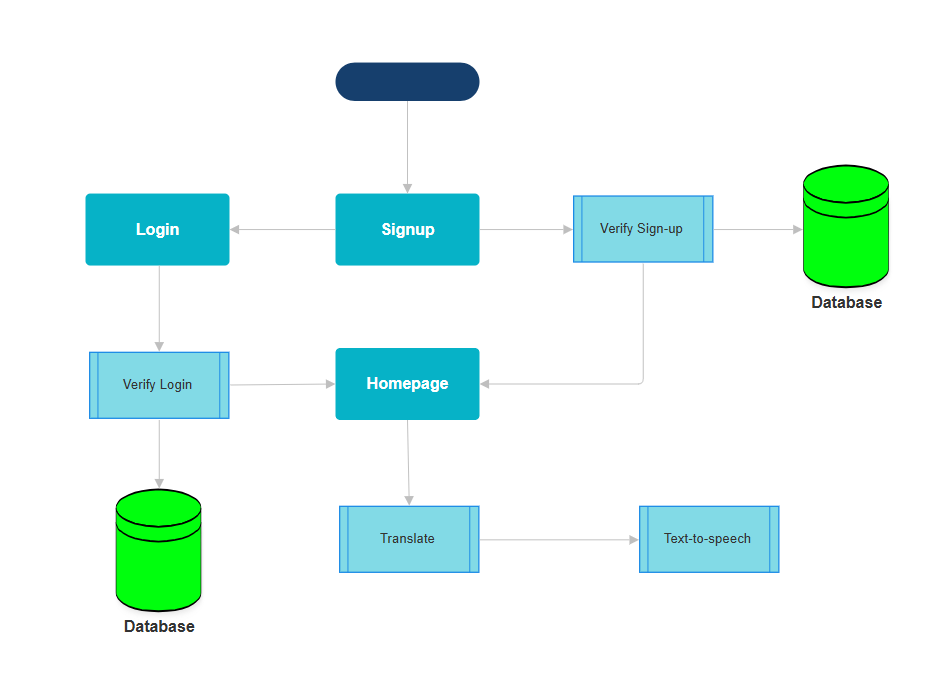 Login
Signup
Verify Sign-up
Database
Verify Login
Homepage
Translate
Text-to-speech
Database